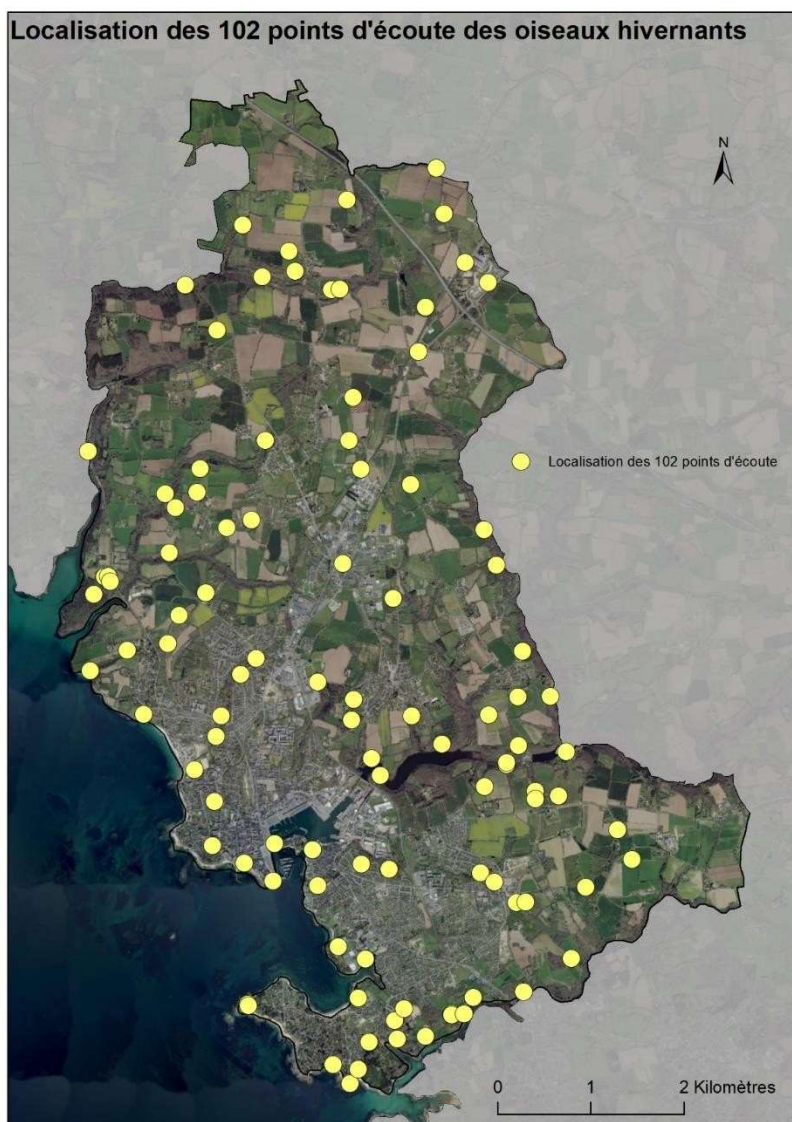 Localisation des 102 points d'écoute des oiseaux hivernants
N
Localisation des 102 points d'écoute
0 1 2 Kilomètres